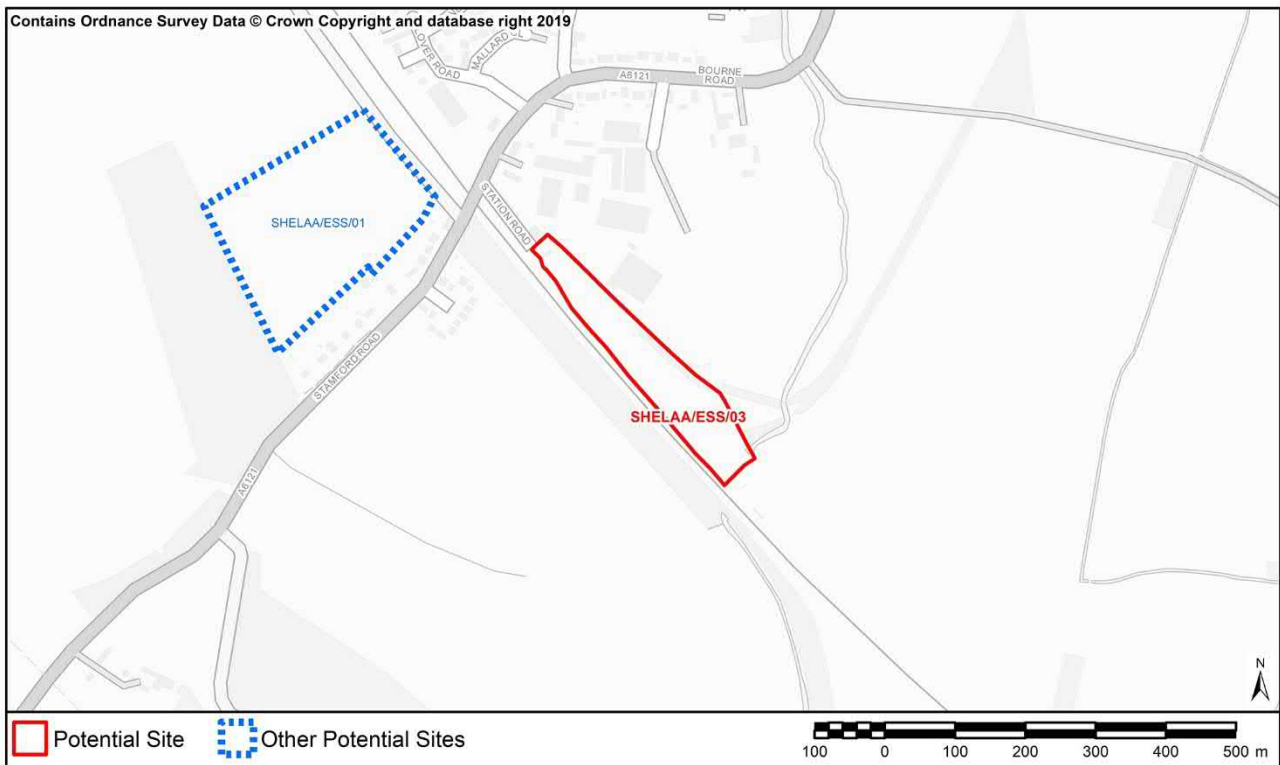 Contains Ordnance Survey Data © Crown Copyright and database right 2019
MALLARD CL
ROAD
A6121
BOURNE
ROAD
STATION ROAD
SHELAA/ESS/01
STAMFORD ROAD
SHELAA/ESS/03
A6121
N
Potential Site
Other Potential Sites
100 0 100 200 300 400 500 m